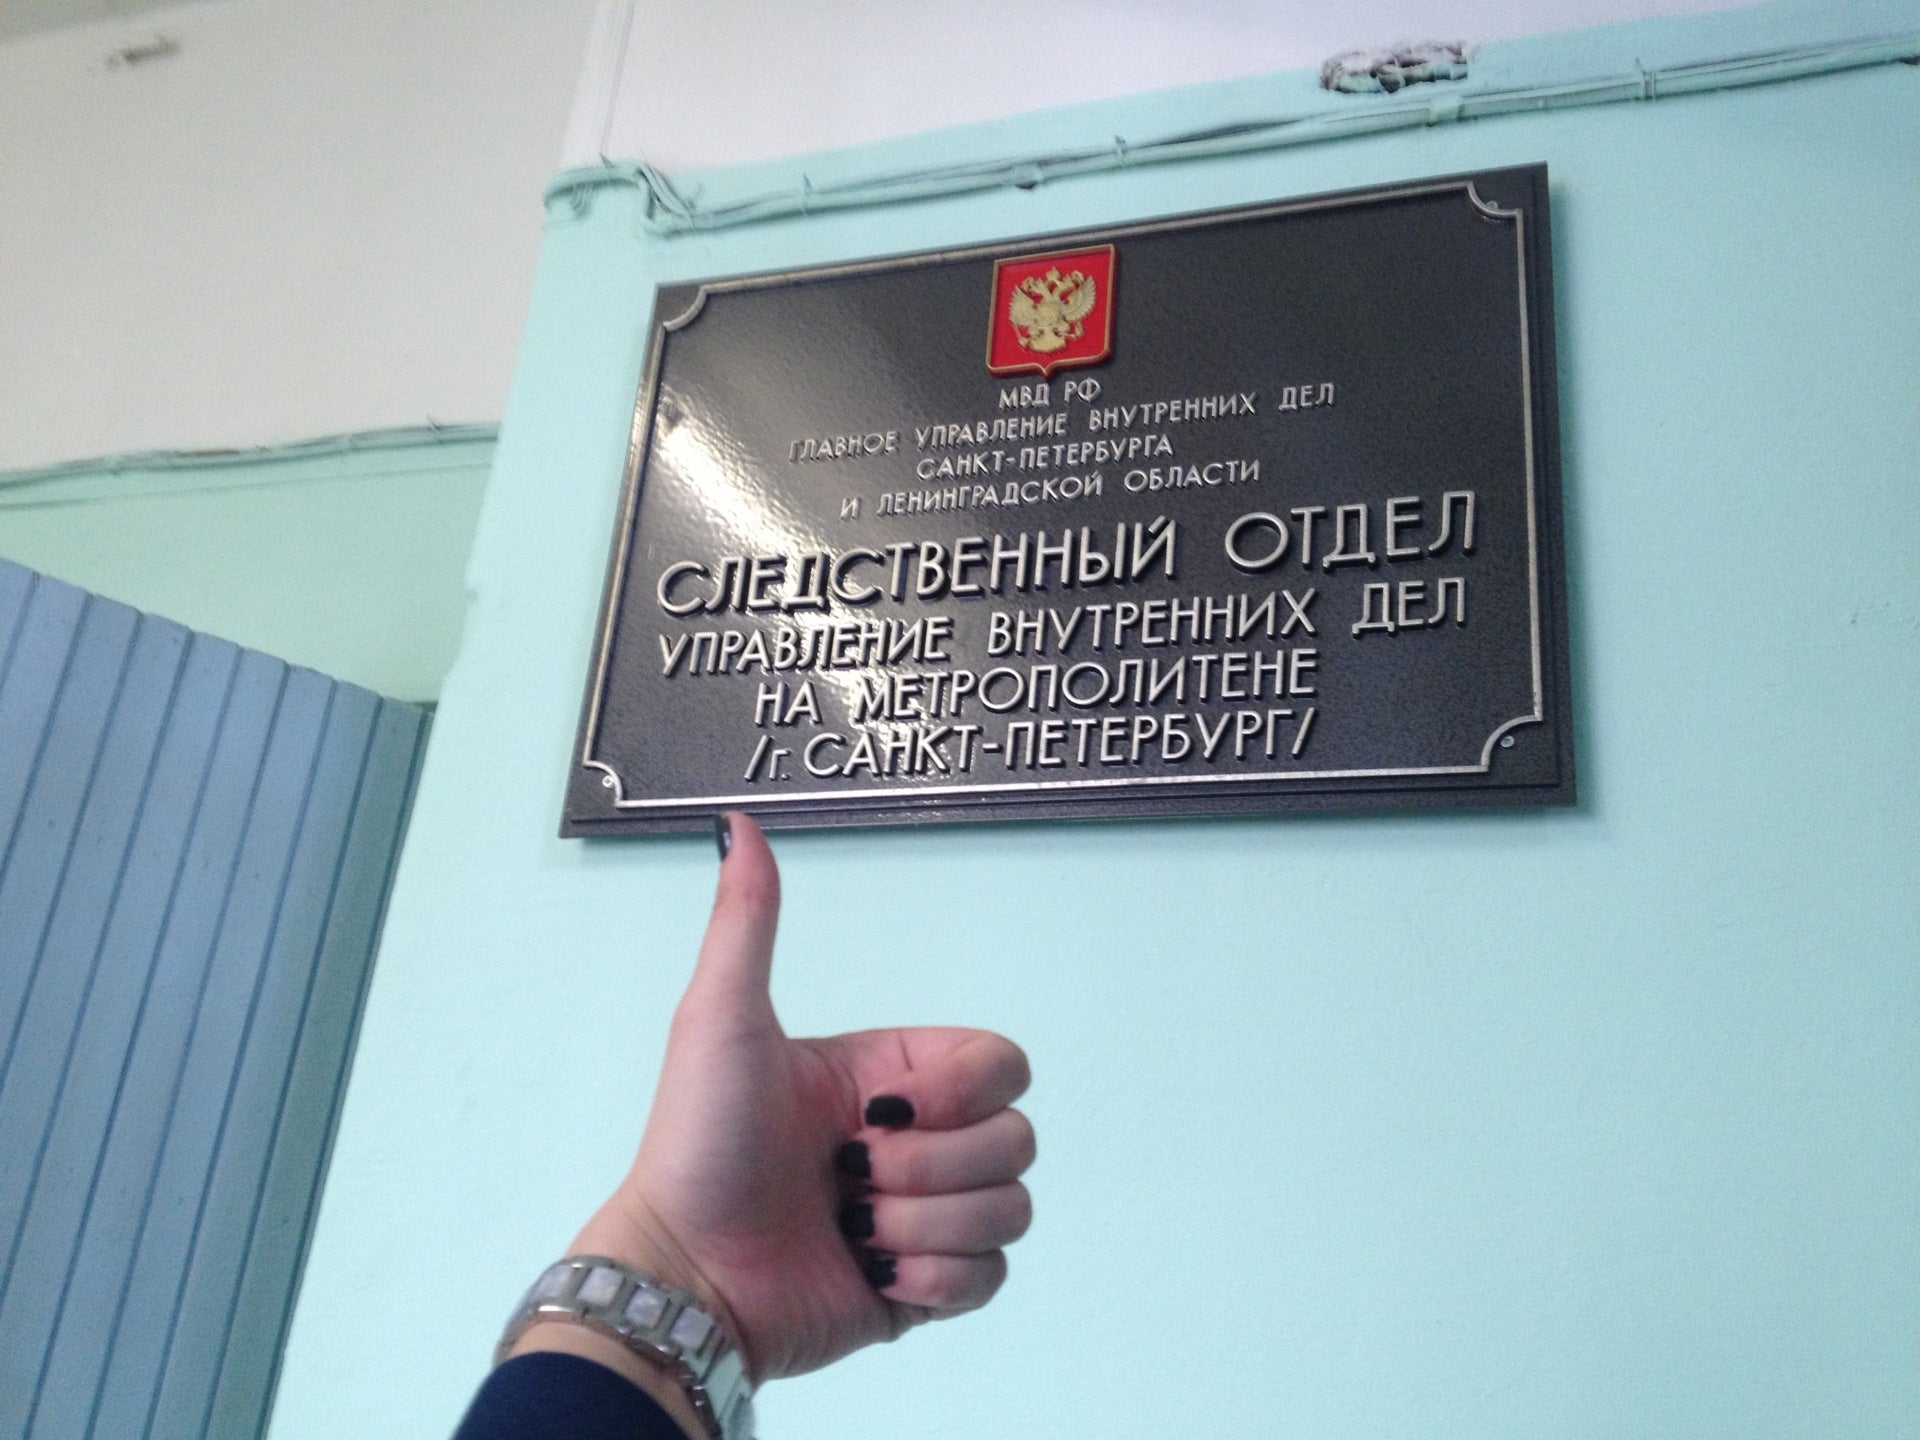 МВД РФ
ГЛАВНОЕ УПРАВЛЕНИЕ ВНУТРЕННИХ ДЕЛ
САНКТ-ПЕТЕРБУРГА
И ЛЕНИНГРАДСКОЙ ОБЛАСТИ
СЛЕДСТВЕННЫЙ ОТДЕЛ
УПРАВЛЕНИЕ ВНУТРЕННИХ ДЕЛ
НА МЕТРОПОЛИТЕНЕ
/г. САНКТ-ПЕТЕРБУРГ/